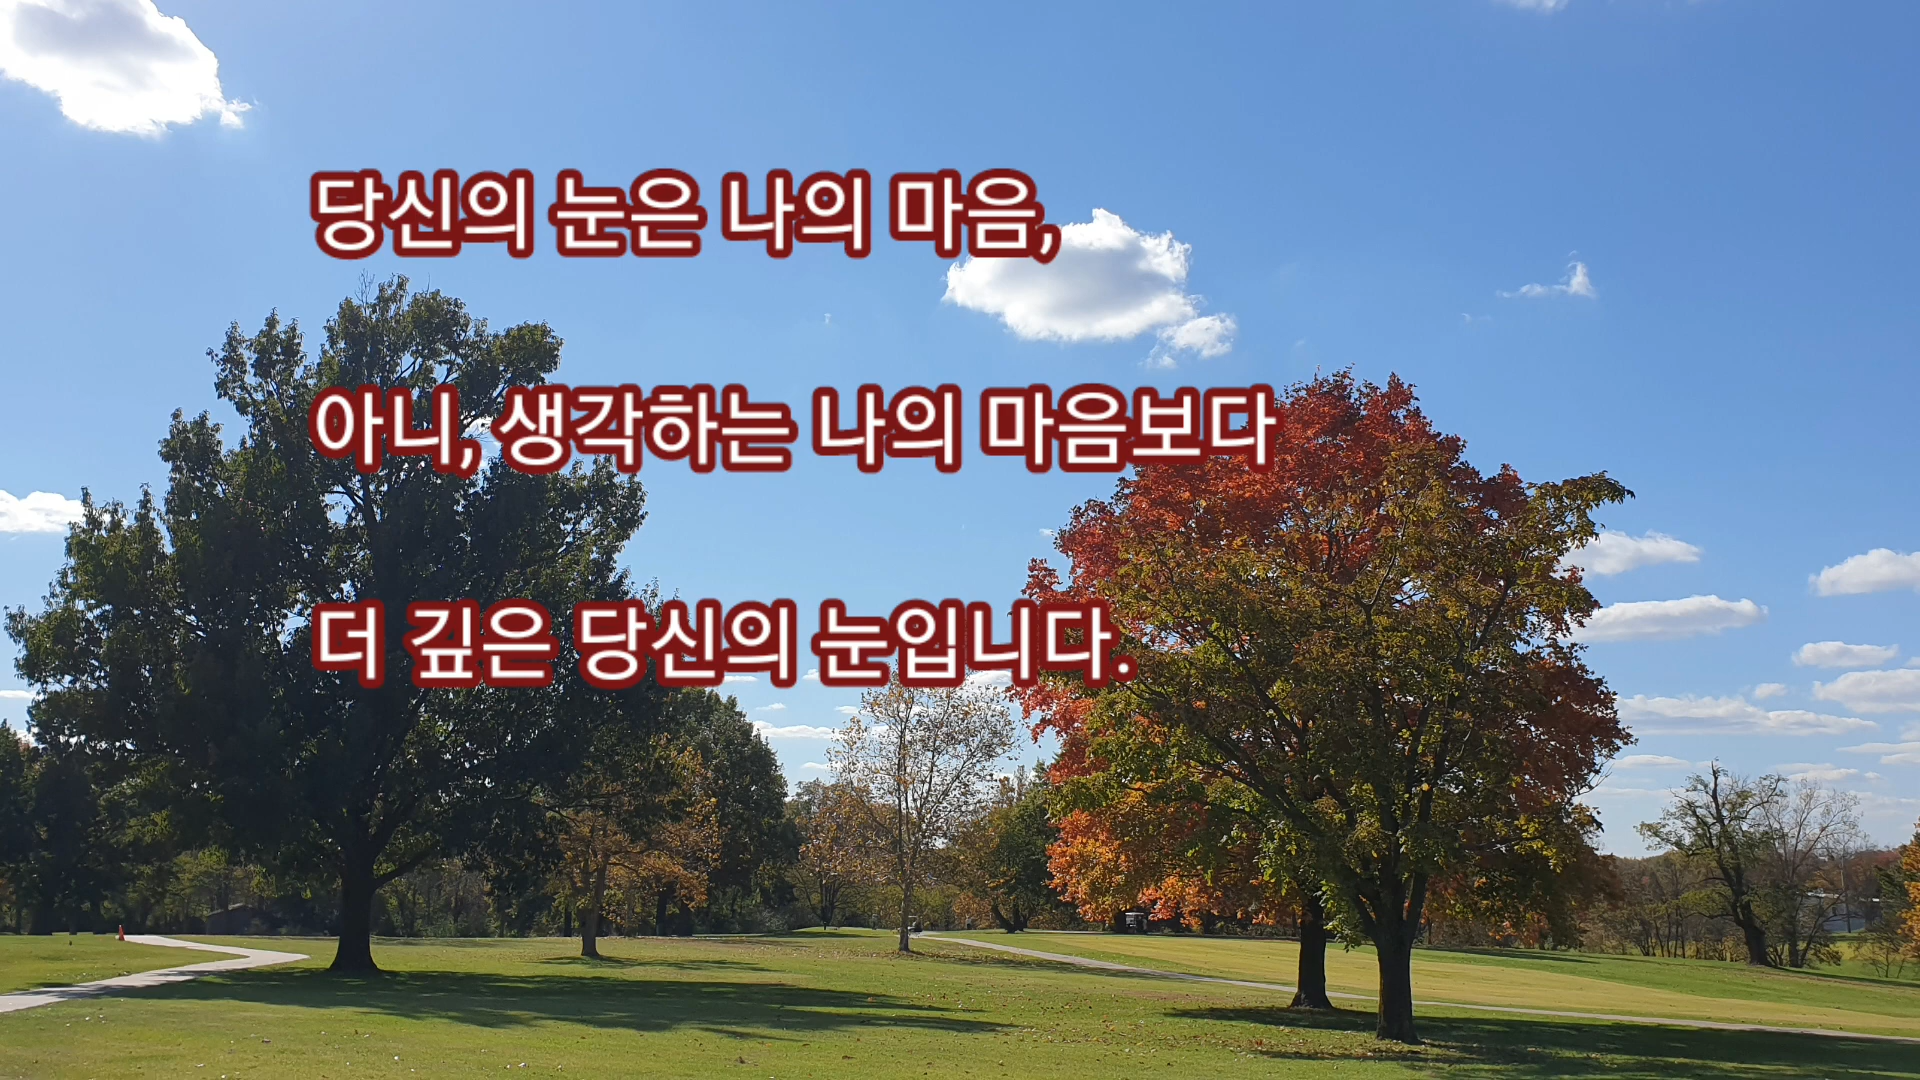 당신의 눈은 나의 마음,
아니, 생각하는 나의 마음보다
더 깊은 당신의 눈입니다.